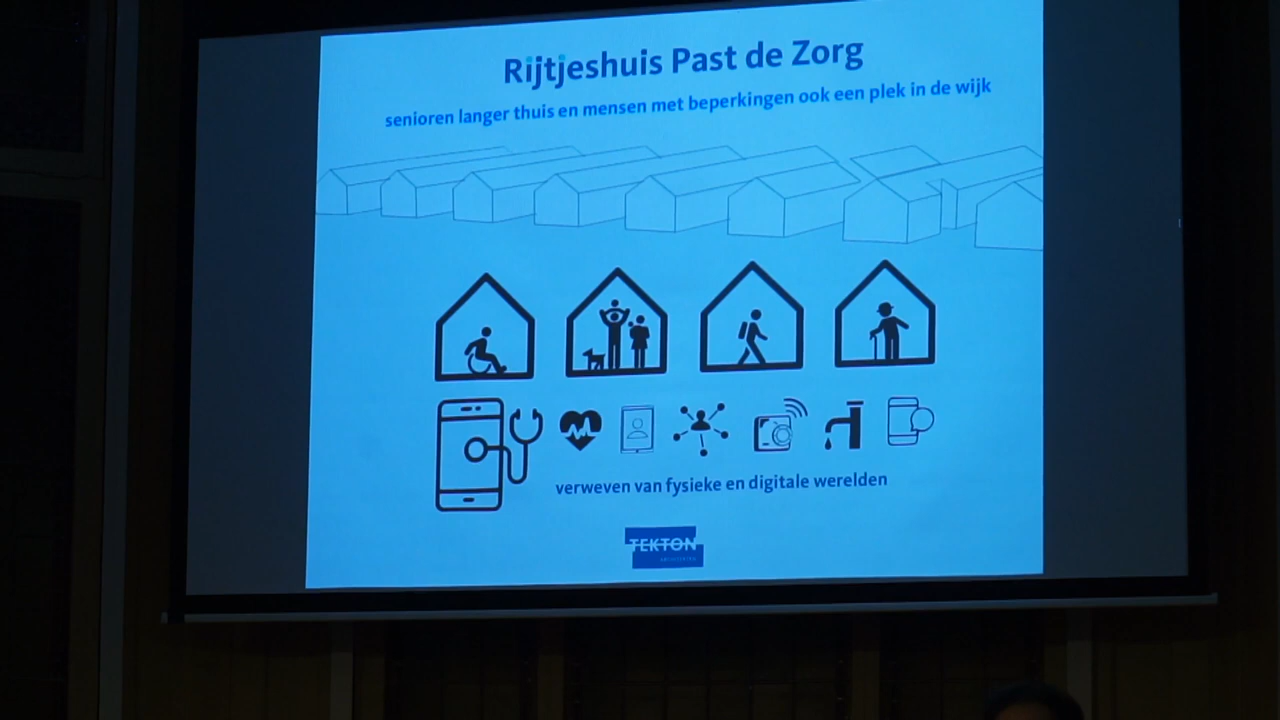 Rijtjeshuis Past de Zorg
senioren langer thuis en mensen met beperkingen ook een plek in de wijk
verweven van fysieke en digitale werelden
TEKTON